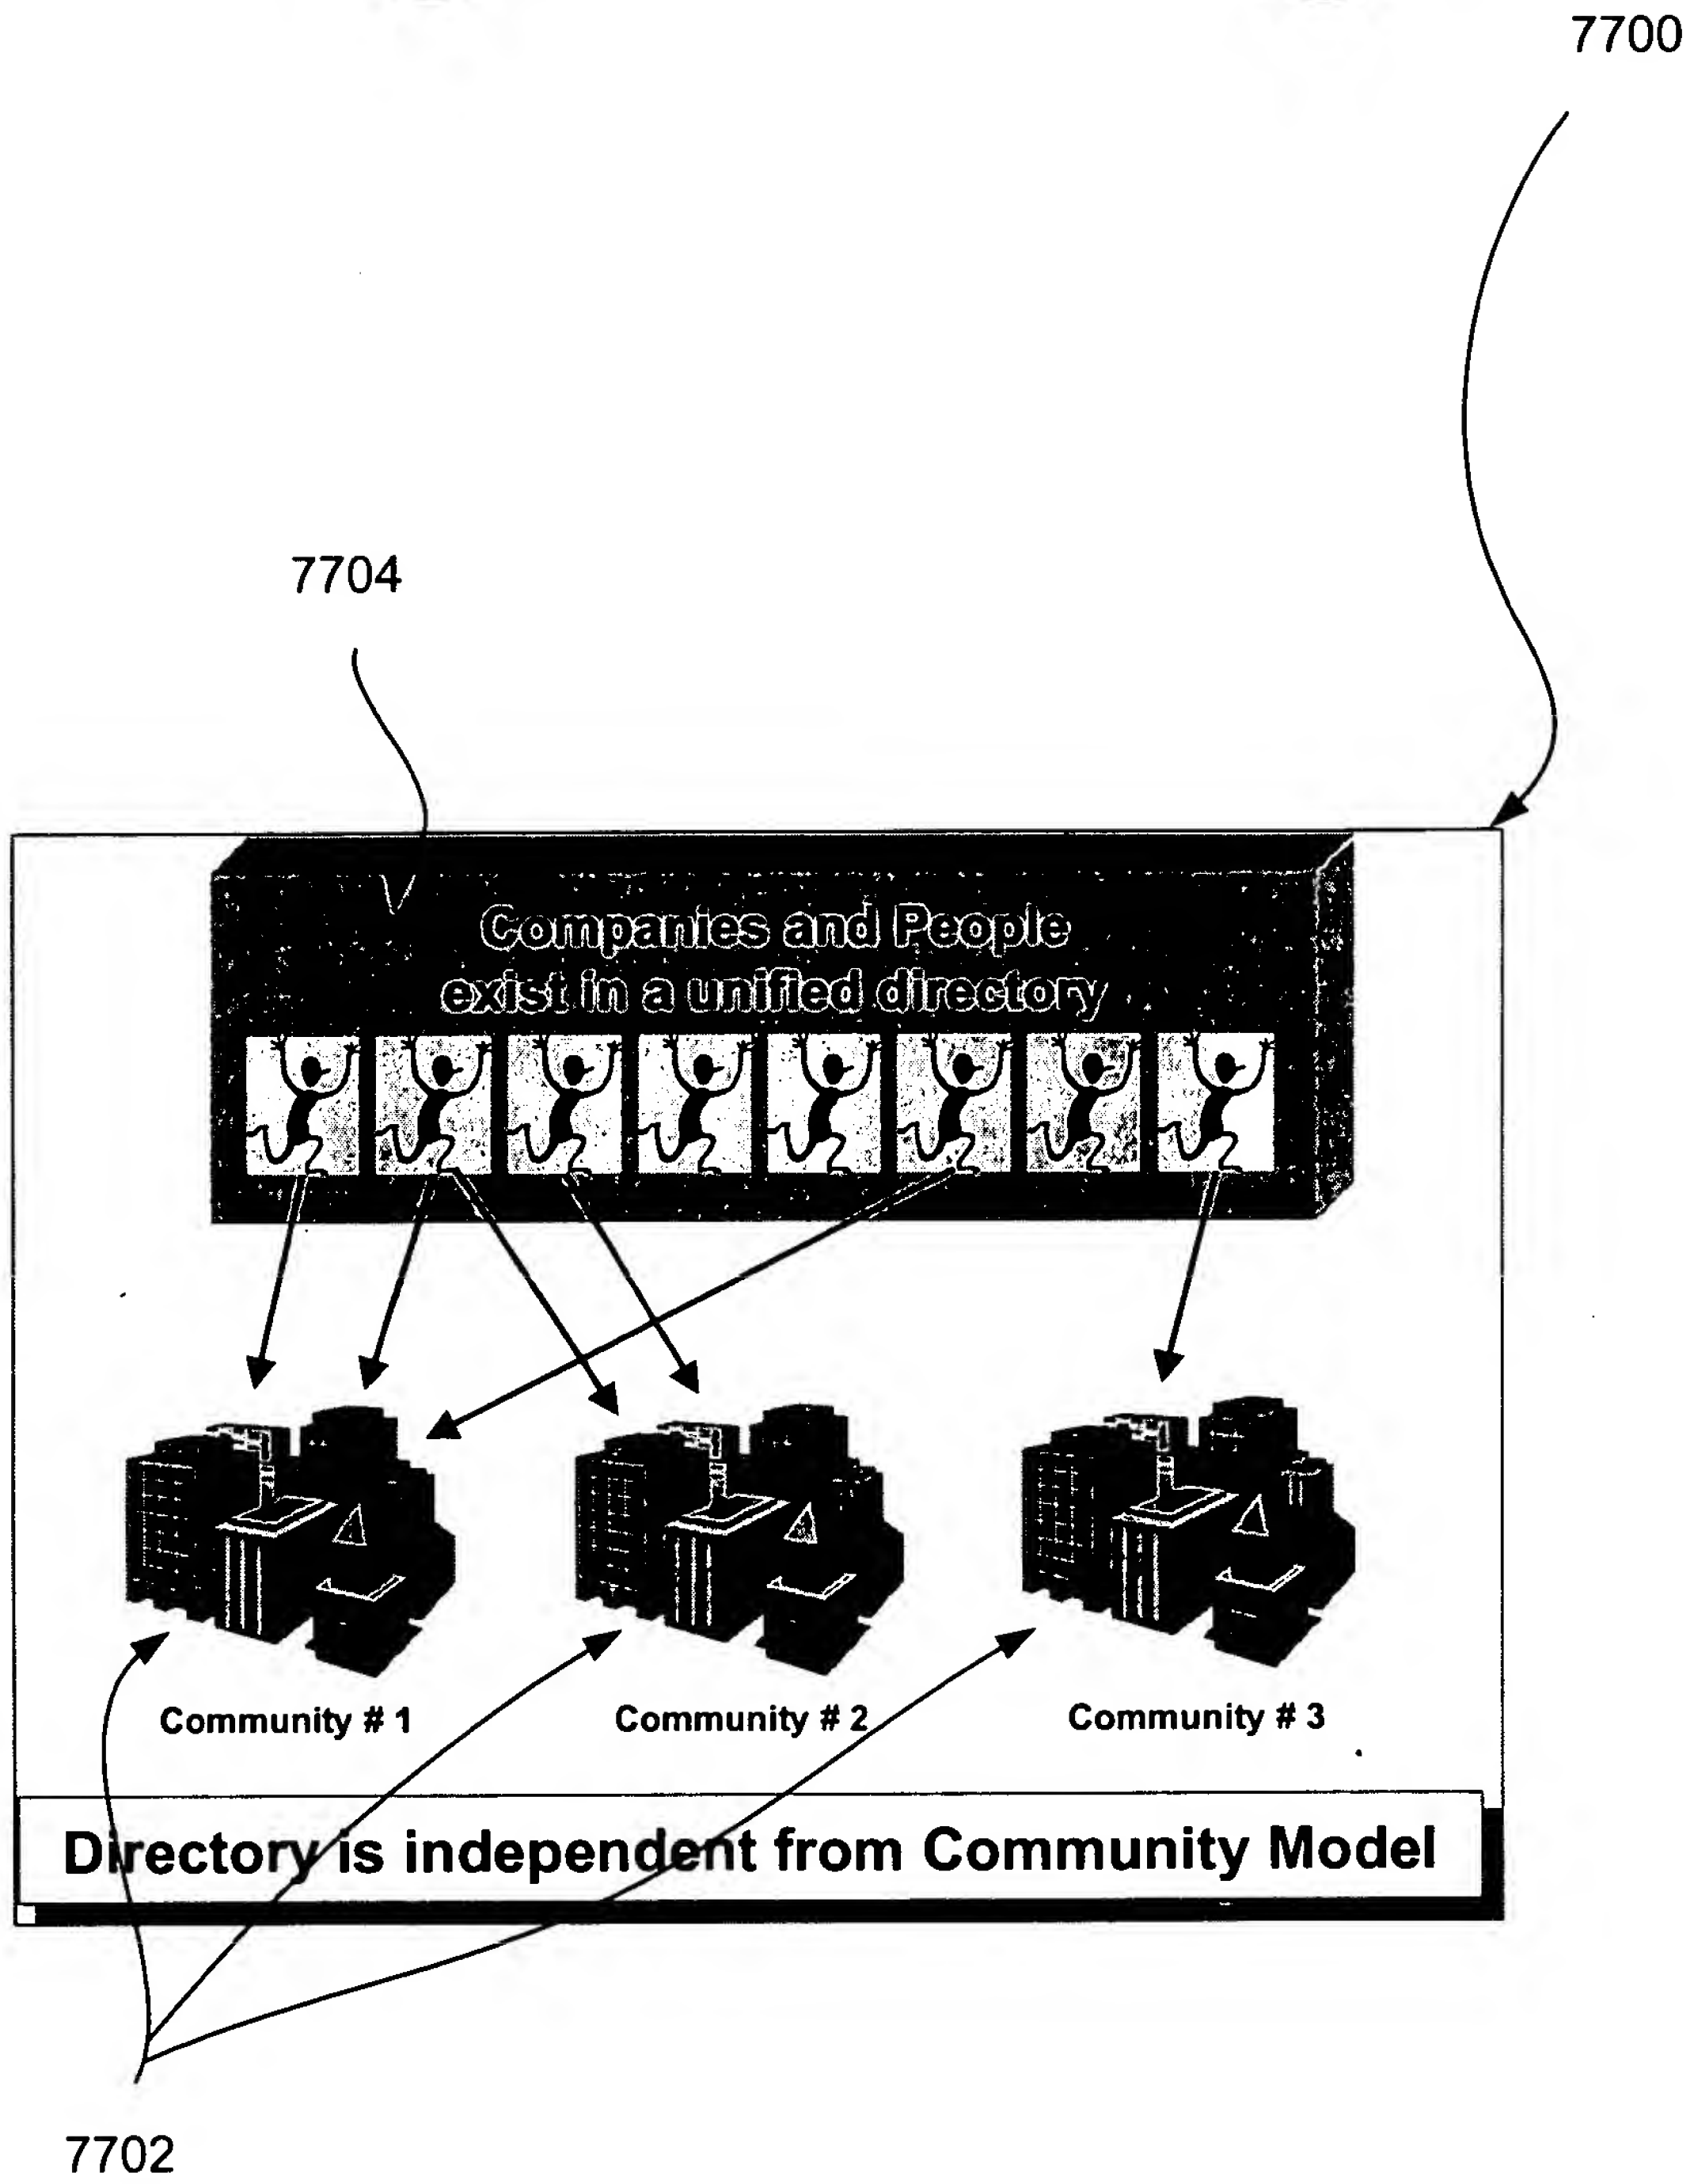 7700
7704
Companies and People
exist in a unified directory
Community # 1
Community # 2
Community # 3
Directory is independent from Community Model
7702